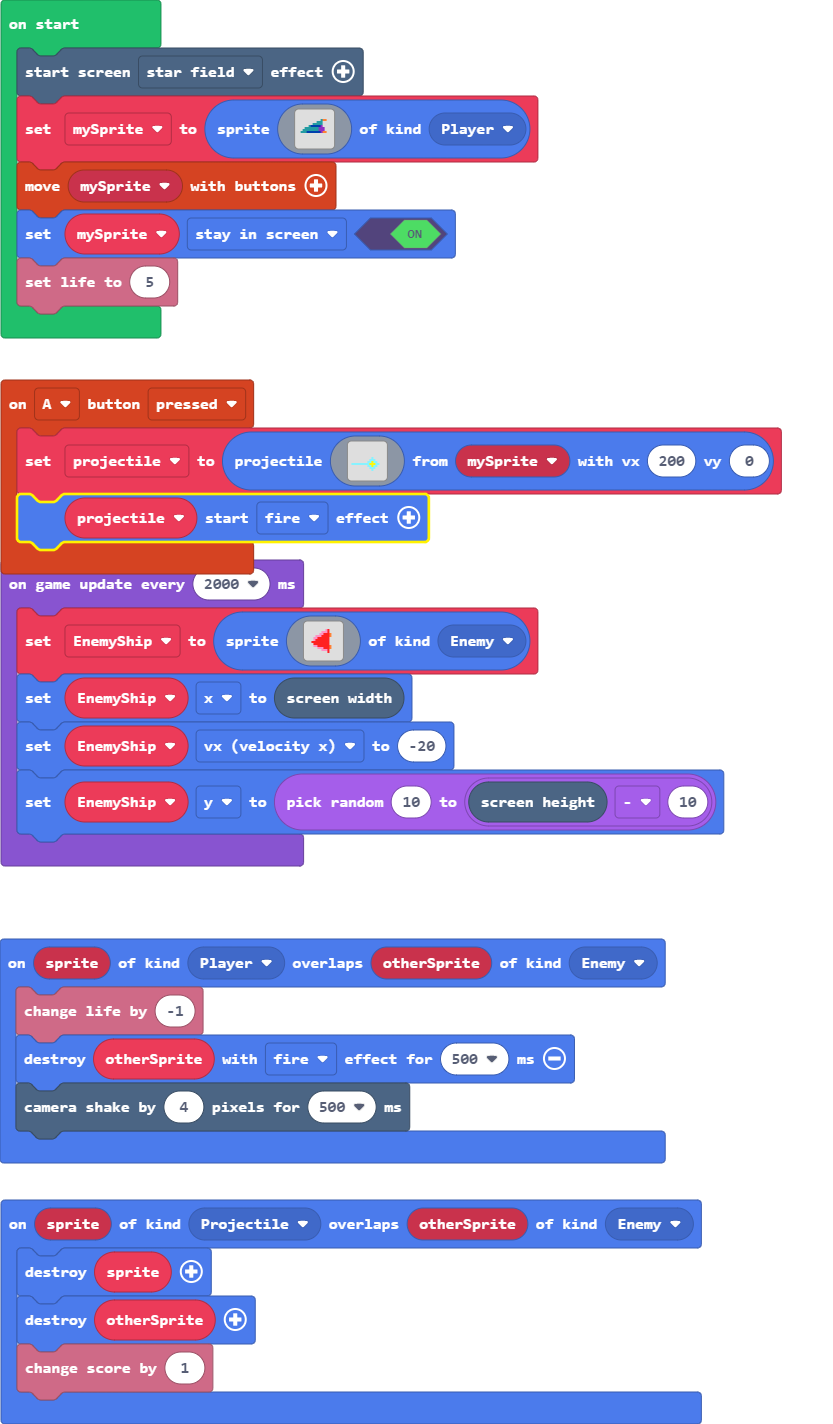 on start
start screen star field effect
set mySprite to sprite of kind Player
move mySprite with buttons
set mySprite stay in screen ON
set life to 5
on A button pressed
set projectile to projectile from mySprite with vx 200 vy 0
projectile start fire effect
on game update every 2000 ms
set EnemyShip to sprite of kind Enemy
set EnemyShip x to screen width
set EnemyShip vx (velocity x) to -20
set EnemyShip y to pick random 10 to screen height - 10
on sprite of kind Player overlaps otherSprite of kind Enemy
change life by -1
destroy otherSprite with fire effect for 500 ms
camera shake by 4 pixels for 500 ms
on sprite of kind Projectile overlaps otherSprite of kind Enemy
destroy sprite
destroy otherSprite
change score by 1